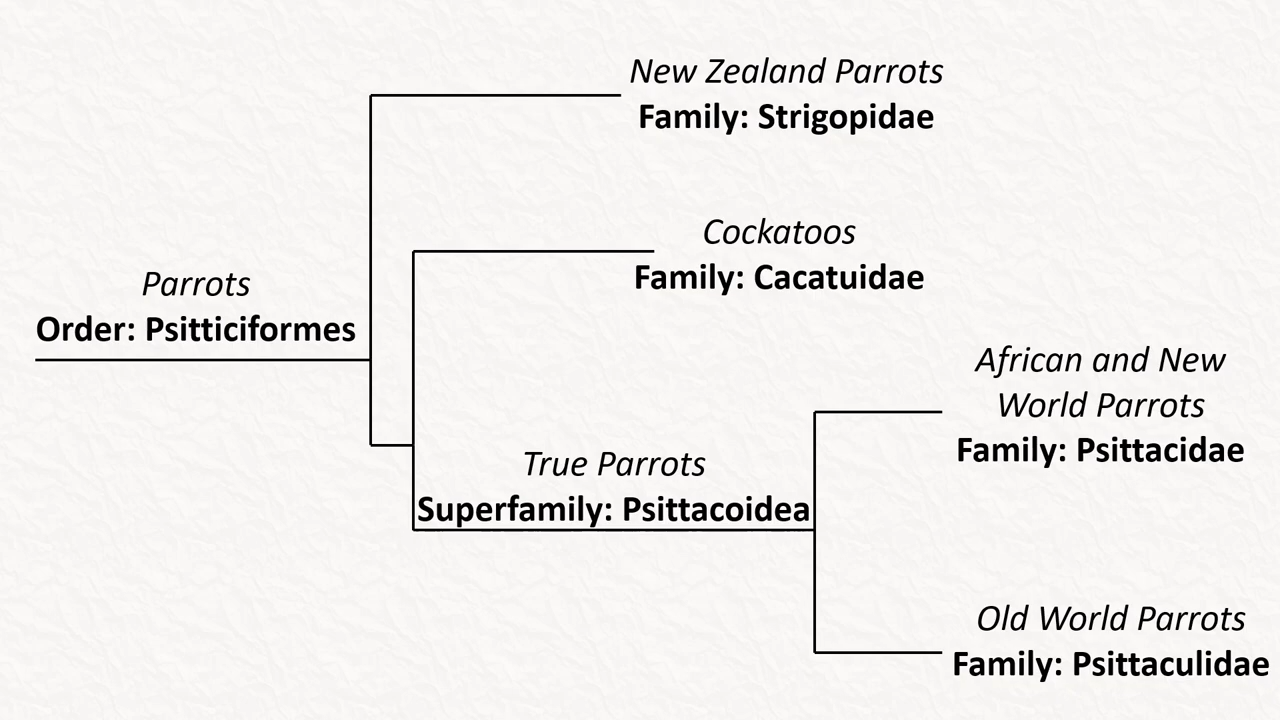 New Zealand Parrots
Family: Strigopidae
Cockatoos
Family: Cacatuidae
Parrots
Order: Psitticiformes
African and New
World Parrots
Family: Psittacidae
True Parrots
Superfamily: Psittacoidea
Old World Parrots
Family: Psittaculidae